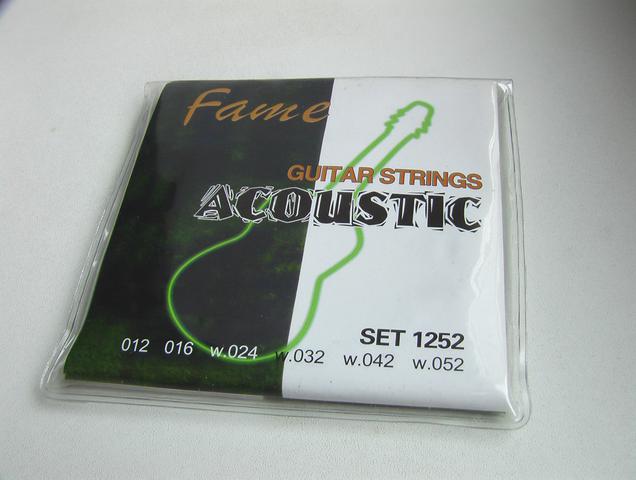 Fame
GUITAR STRINGS
ACOUSTIC
SET 1252
012 016 w.024 w.032 w.042 w.052